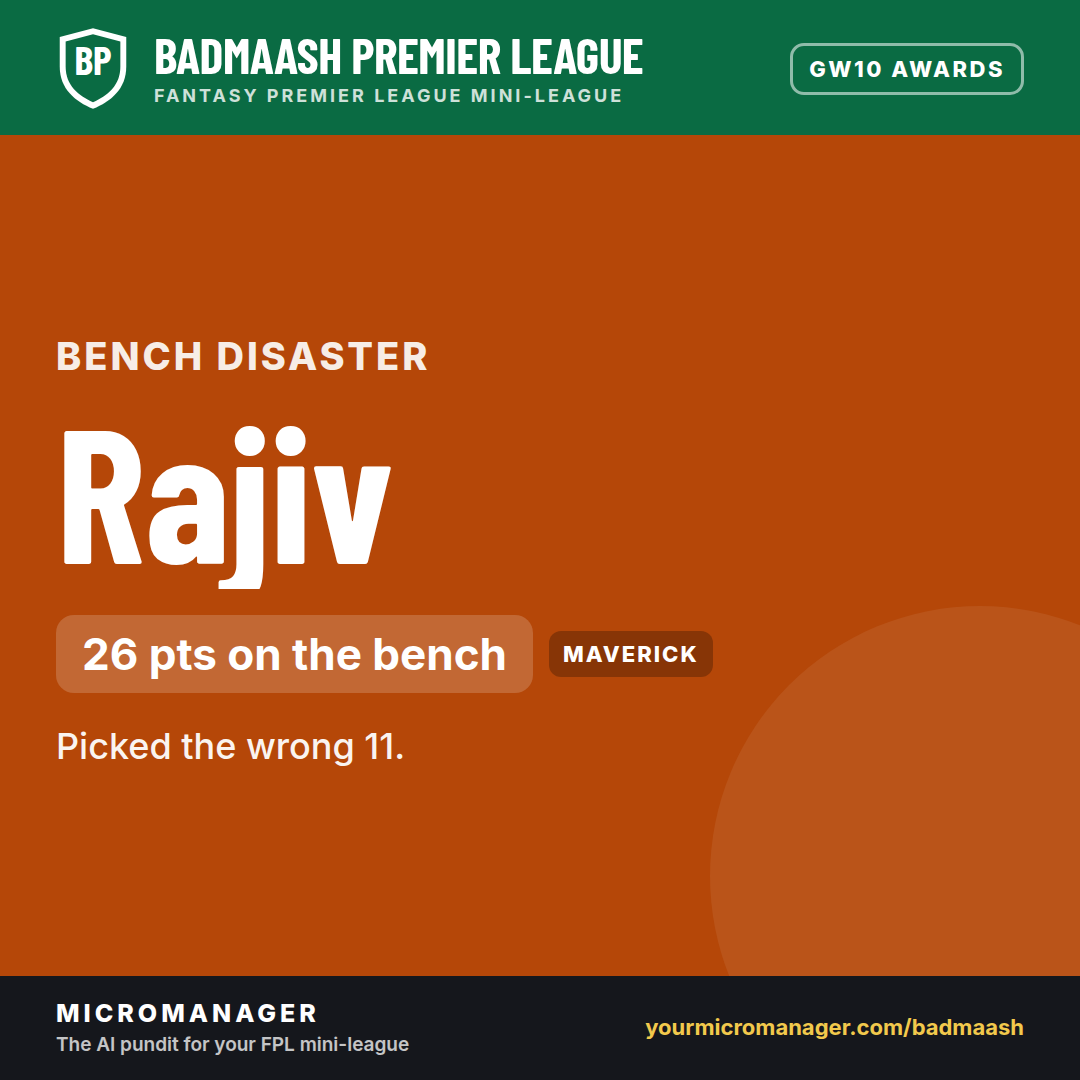 BP
BADMAASH PREMIER LEAGUE
FANTASY PREMIER LEAGUE MINI-LEAGUE
GW10 AWARDS
BENCH DISASTER
Rajiv
26 pts on the bench
MAVERICK
Picked the wrong 11.
MICROMANAGER
The AI pundit for your FPL mini-league
yourmicromanager.com/badmaash